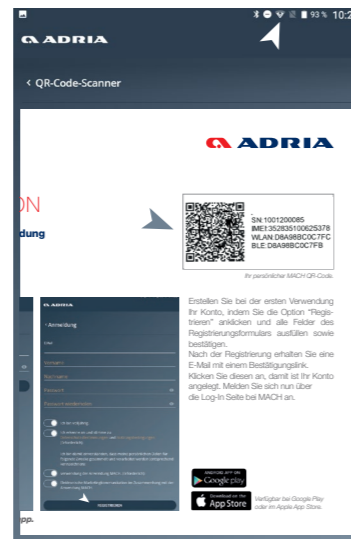 93 % 10:2
ADRIA
< QR-Code-Scanner
ADRIA
ON
dung
SN:1001200085
IMEI:352835100625378
WLAN:D8A98BC0C7FC
BLE:D8A98BC0C7FB
Ihr persönlicher MACH QR-Code.
ADRIA
Anmeldung
Passwort
REGISTRIEREN
Erstellen Sie bei der ersten Verwendung
Ihr Konto, indem Sie die Option "Regis-
trieren" anklicken und alle Felder des
Registrierungsformulars ausfüllen sowie
bestätigen.
Nach der Registrierung erhalten Sie eine
E-Mail mit einem Bestätigungslink.
Klicken Sie diesen an, damit ist Ihr Konto
angelegt. Melden Sie sich nun über
die Log-In Seite bei MACH an.
ANDROID APP ON
Google play
Download on the
App Store
Verfügbar bei Google Play
oder im Apple App Store.
pp.